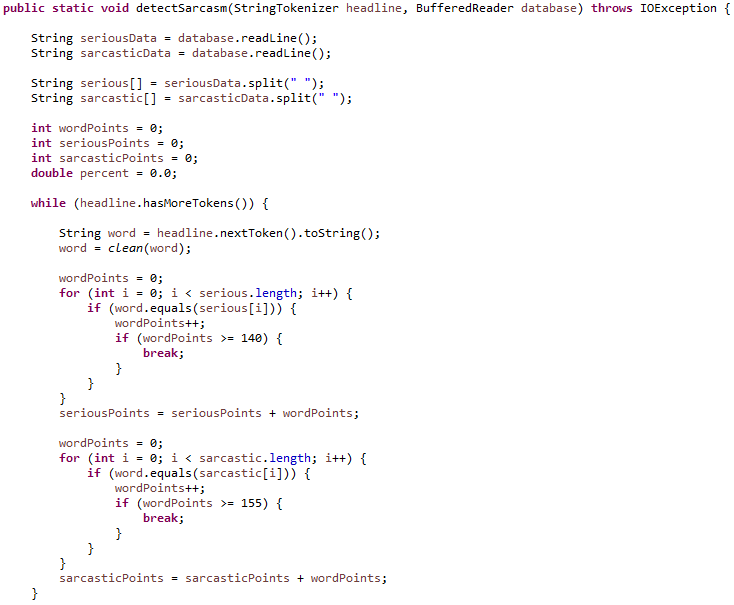 public static void detectSarcasm(StringTokenizer headline, BufferedReader database) throws IOException {
String seriousData = database.readLine();
String sarcasticData = database.readLine();
String serious[] = seriousData.split(" ");
String sarcastic[] = sarcasticData.split(" ");
int wordPoints = 0;
int seriousPoints = 0;
int sarcasticPoints = 0;
double percent = 0.0;
while (headline.hasMoreTokens()) {
String word = headline.nextToken().toString();
word = clean(word);
wordPoints = 0;
for (int i = 0; i < serious.length; i++) {
if (word.equals(serious[i])) {
wordPoints++;
if (wordPoints >= 140) {
break;
}
}
}
seriousPoints = seriousPoints + wordPoints;
wordPoints = 0;
for (int i = 0; i < sarcastic.length; i++) {
if (word.equals(sarcastic[i])) {
wordPoints++;
if (wordPoints >= 155) {
break;
}
}
}
sarcasticPoints = sarcasticPoints + wordPoints;
}